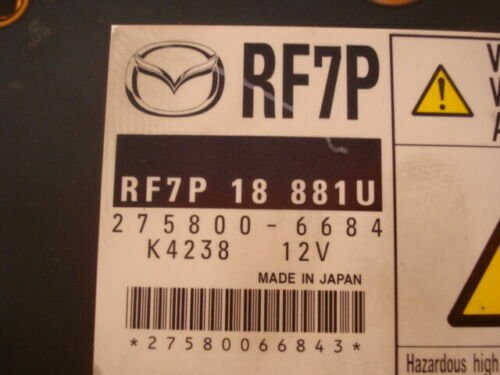 RF7P
RF7P 18 881U
275800-6684
K4238 12V
MADE IN JAPAN
*27580066843*
Hazardous high